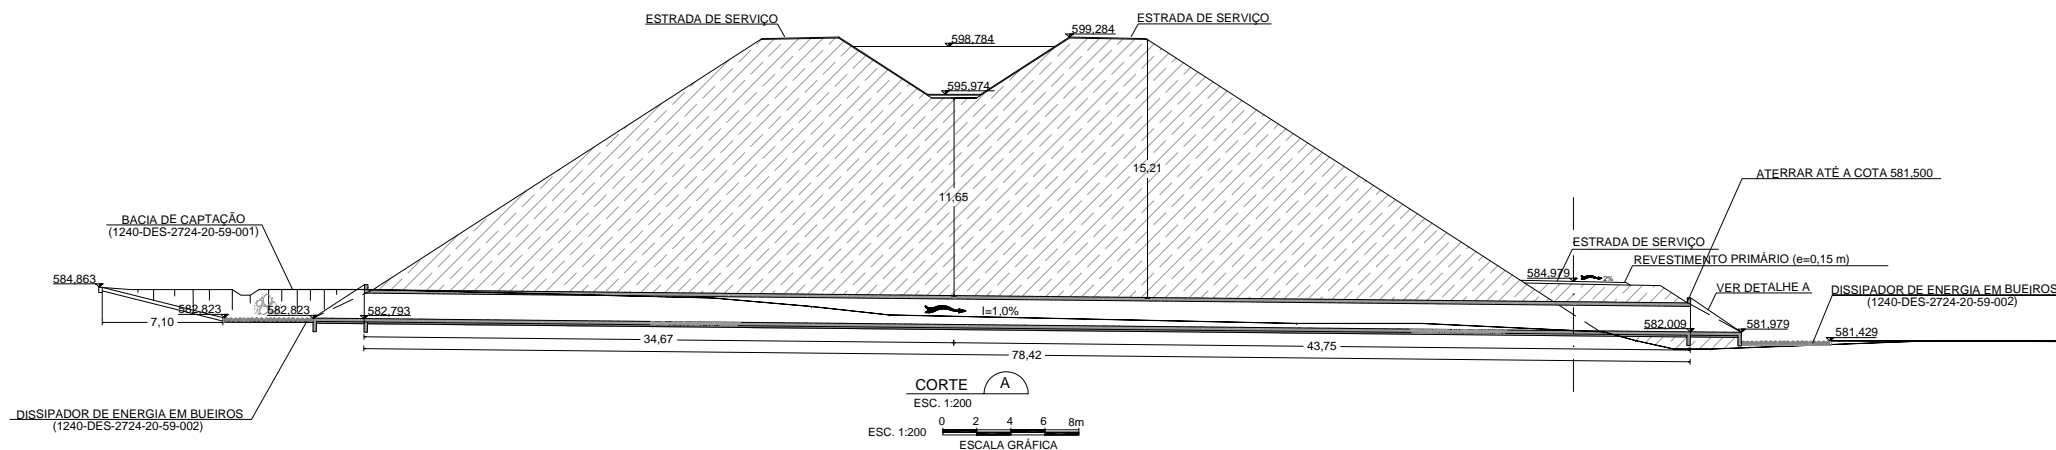 ESTRADA DE SERVIÇO
ESTRADA DE SERVIÇO
599,284
598,784
595,974
15,21
11,65
ATERRAR ATÉ A COTA 581,500
BACIA DE CAPTAÇÃO
(1240-DES-2724-20-59-001)
ESTRADA DE SERVIÇO
REVESTIMENTO PRIMÁRIO (e=0,15 m)
584,863
584,979
2%
VER DETALHE A
DISSIPADOR DE ENERGIA EM BUEIROS
(1240-DES-2724-20-59-002)
582,823
582,823
582,793
I=1,0%
7,10
582,009
581,979
581,429
34,67
43,75
78,42
CORTE A
ESC. 1:200
DISSIPADOR DE ENERGIA EM BUEIROS
(1240-DES-2724-20-59-002)
ESC. 1:200
0 2 4 6 8m
ESCALA GRÁFICA